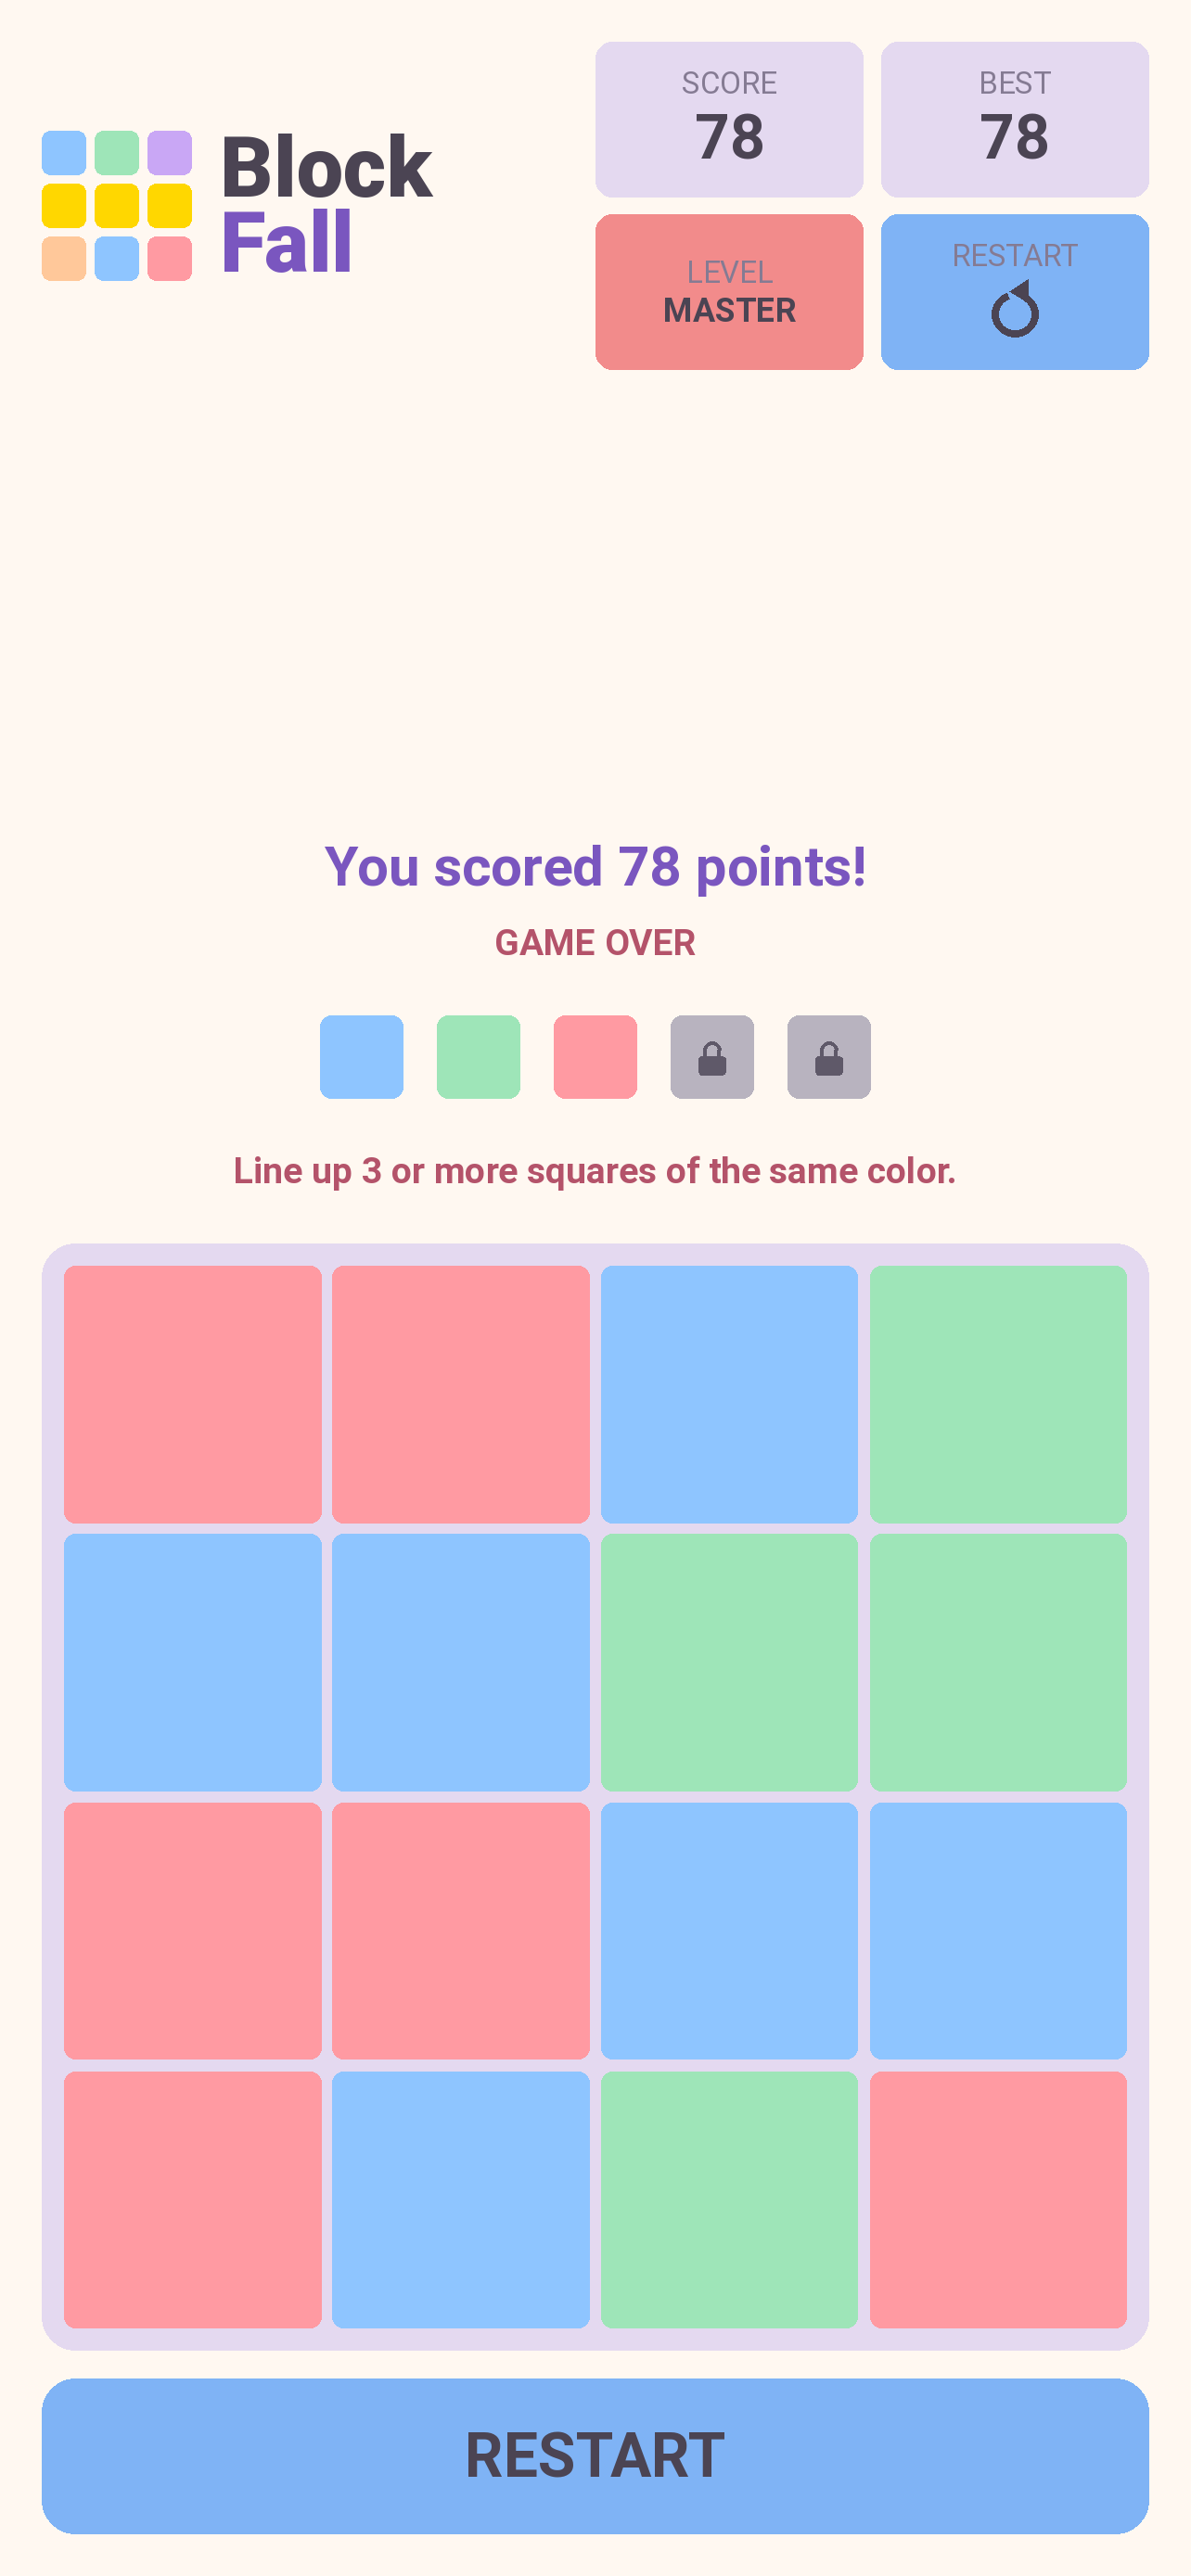 Block
Fall
SCORE
78
BEST
78
LEVEL
MASTER
RESTART
You scored 78 points!
GAME OVER
Line up 3 or more squares of the same color.
RESTART